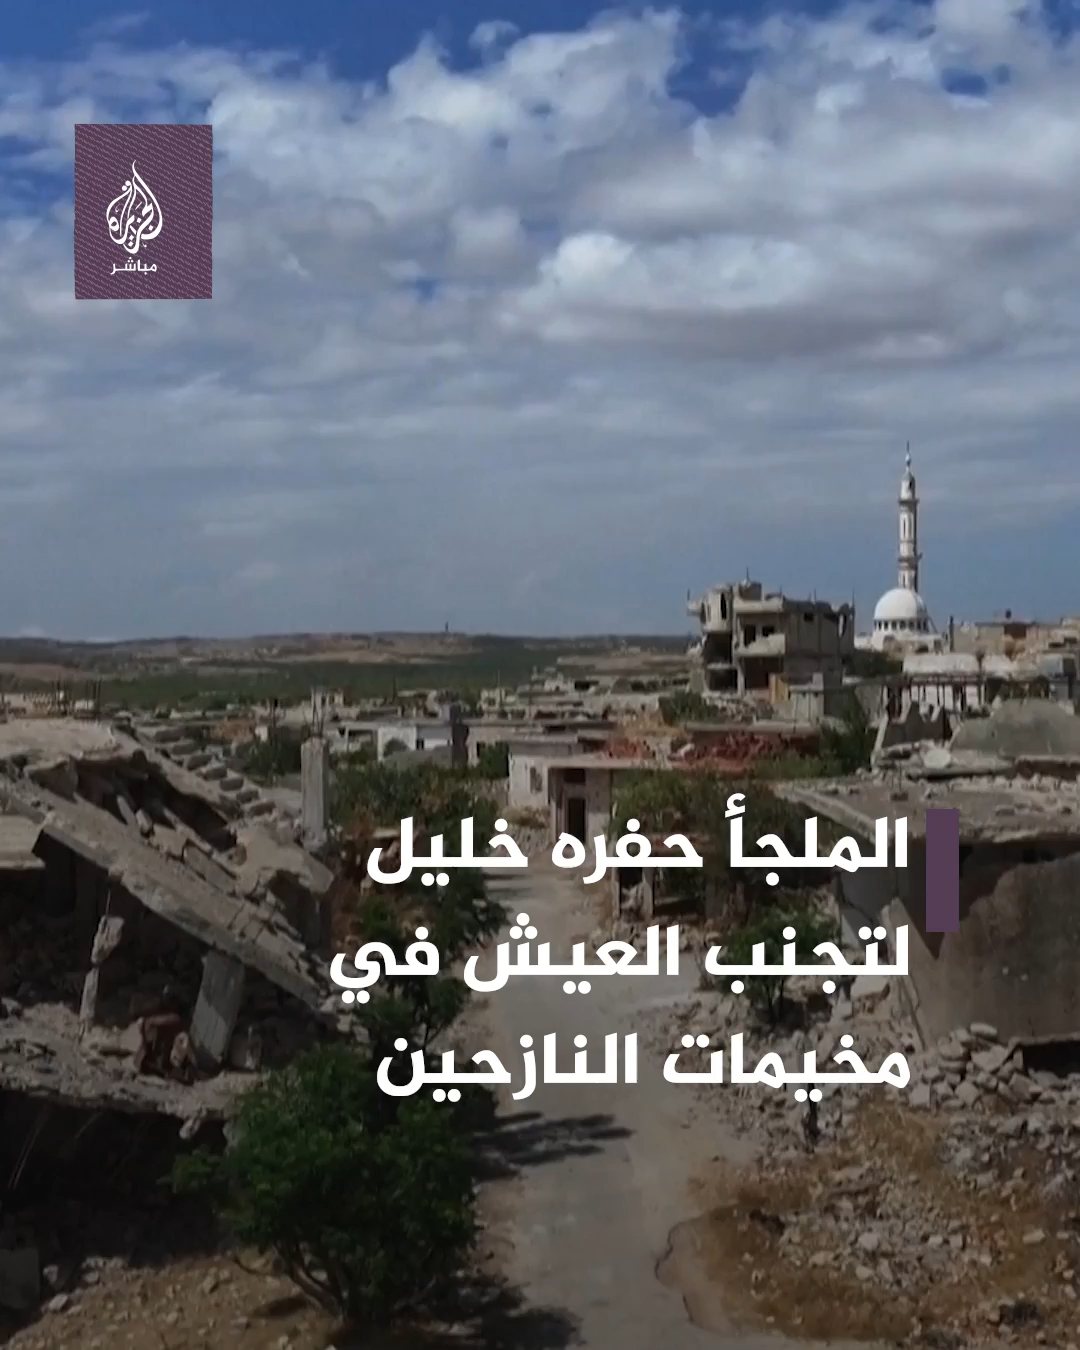 الجزيرة
مباشر
الملجأ حفره خليل
لتجنب العيش في
مخيمات النازحين